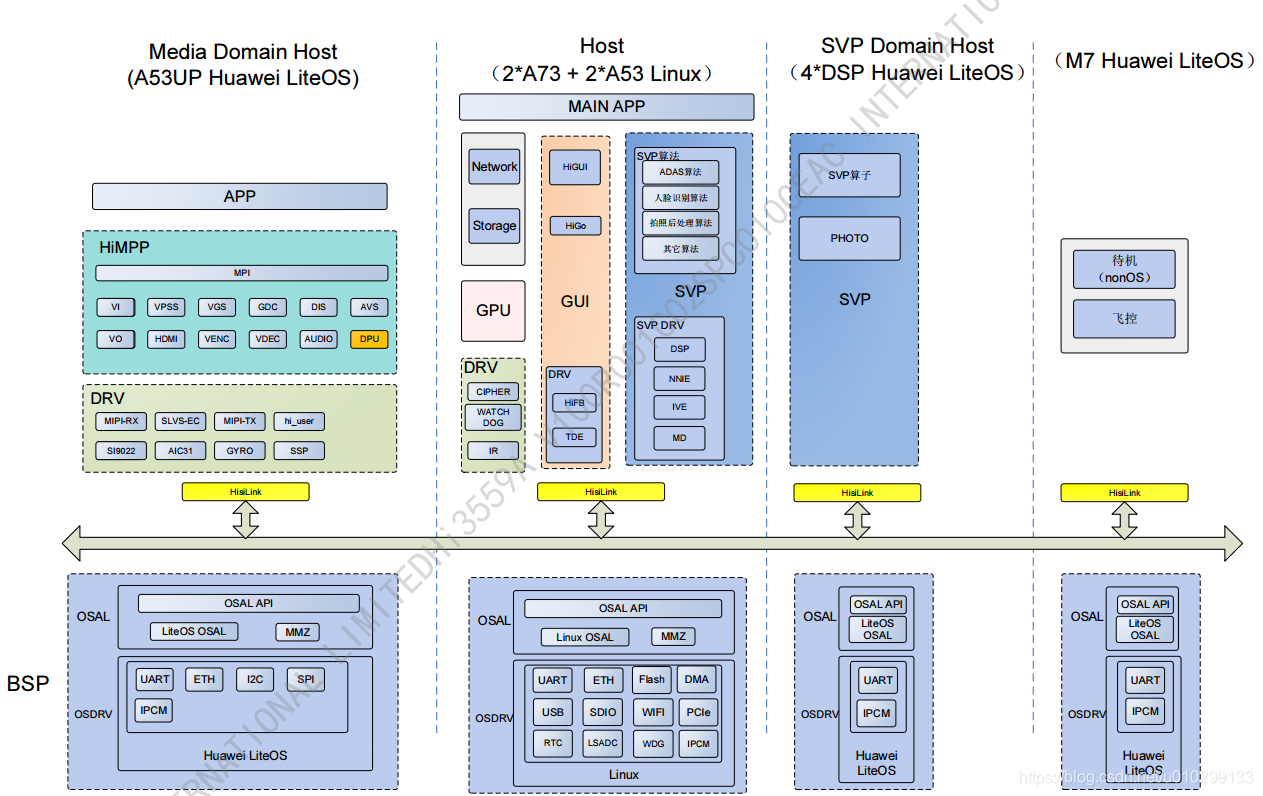 Media Domain Host
(A53UP Huawei LiteOS)
Host
（2*A73 + 2*A53 Linux）
SVP Domain Host
（4*DSP Huawei LiteOS）
（M7 Huawei LiteOS）
APP
HiMPP
MPI
VI
VPSS
VGS
GDC
DIS
AVS
VO
HDMI
VENC
VDEC
AUDIO
DPU
DRV
MIPI-RX
SLVS-EC
MIPI-TX
hi_user
SI9022
AIC31
GYRO
SSP
HisiLink
MAIN APP
Network
Storage
GPU
DRV
CIPHER
WATCH
DOG
IR
HiGUI
HiGo
GUI
DRV
HiFB
TDE
SVP算法
ADAS算法
人脸识别算法
拍照后处理算法
其它算法
SVP
SVP DRV
DSP
NNIE
IVE
MD
HisiLink
SVP算子
PHOTO
SVP
HisiLink
待机
（nonOS）
飞控
HisiLink
BSP
OSAL
OSAL API
LiteOS OSAL
MMZ
OSDRV
UART
ETH
I2C
SPI
IPCM
Huawei LiteOS
OSAL
OSAL API
Linux OSAL
MMZ
OSDRV
UART
ETH
Flash
DMA
USB
SDIO
WIFI
PCIe
RTC
LSADC
WDG
IPCM
Linux
OSAL
OSAL API
LiteOS
OSAL
OSDRV
UART
IPCM
Huawei
LiteOS
OSAL
OSAL API
LiteOS
OSAL
OSDRV
UART
IPCM
Huawei
LiteOS
https://blog.csdn.net/u010299133